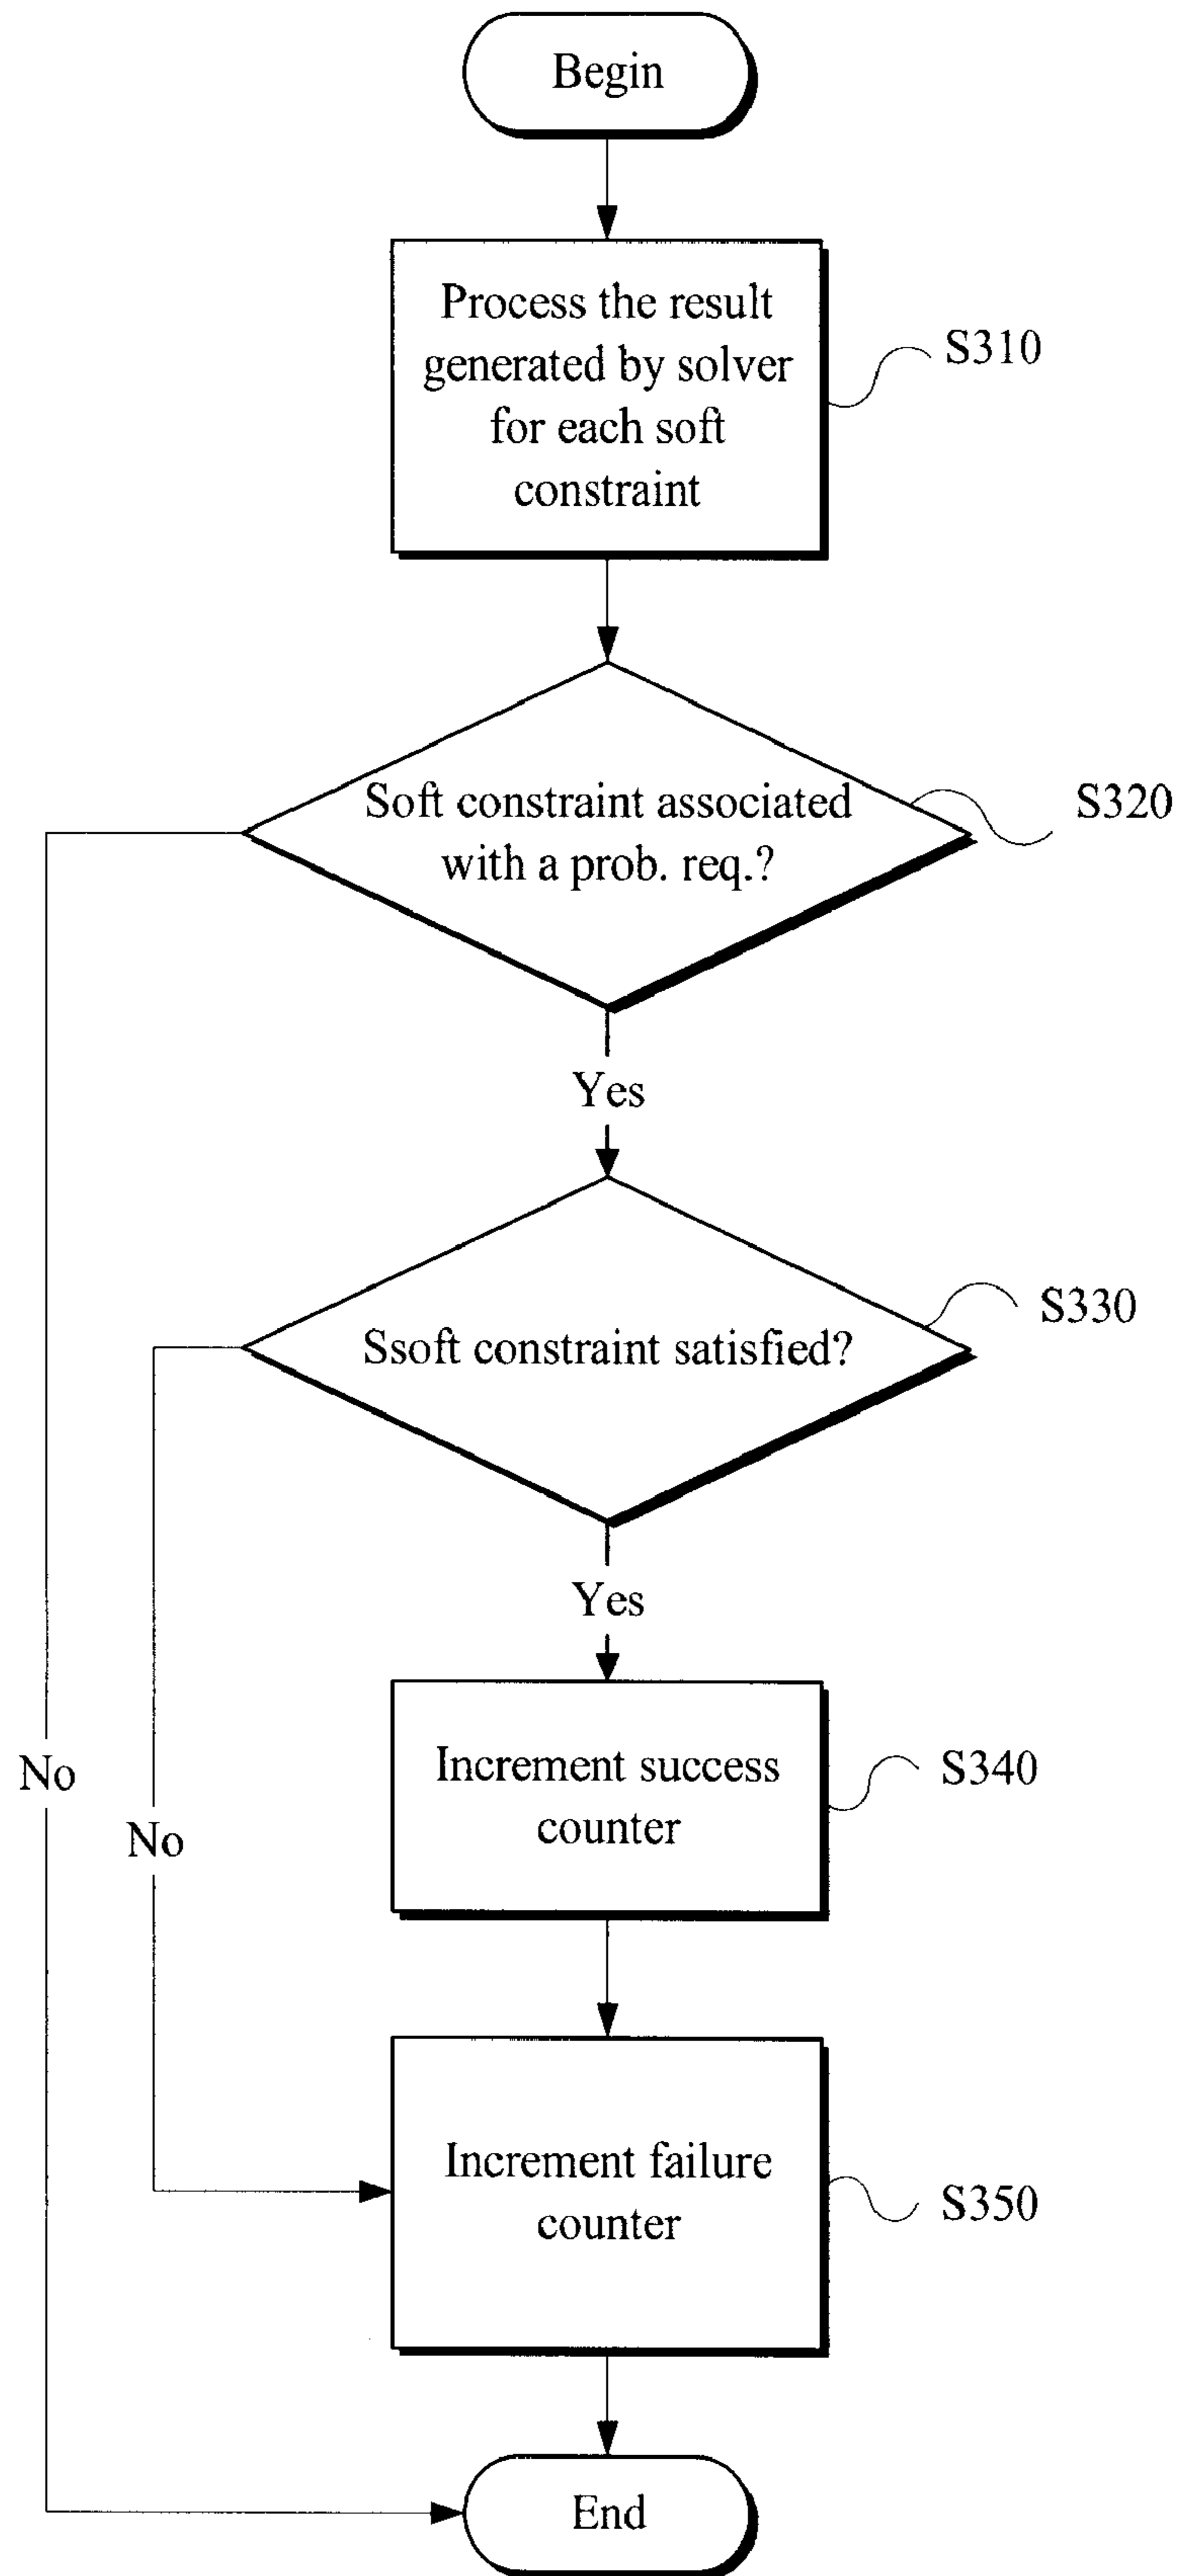 Begin
Process the result
generated by solver
for each soft
constraint
S310
Soft constraint associated
with a prob. req.?
S320
Yes
Ssoft constraint satisfied?
S330
Yes
Increment success
counter
S340
No
No
Increment failure
counter
S350
End